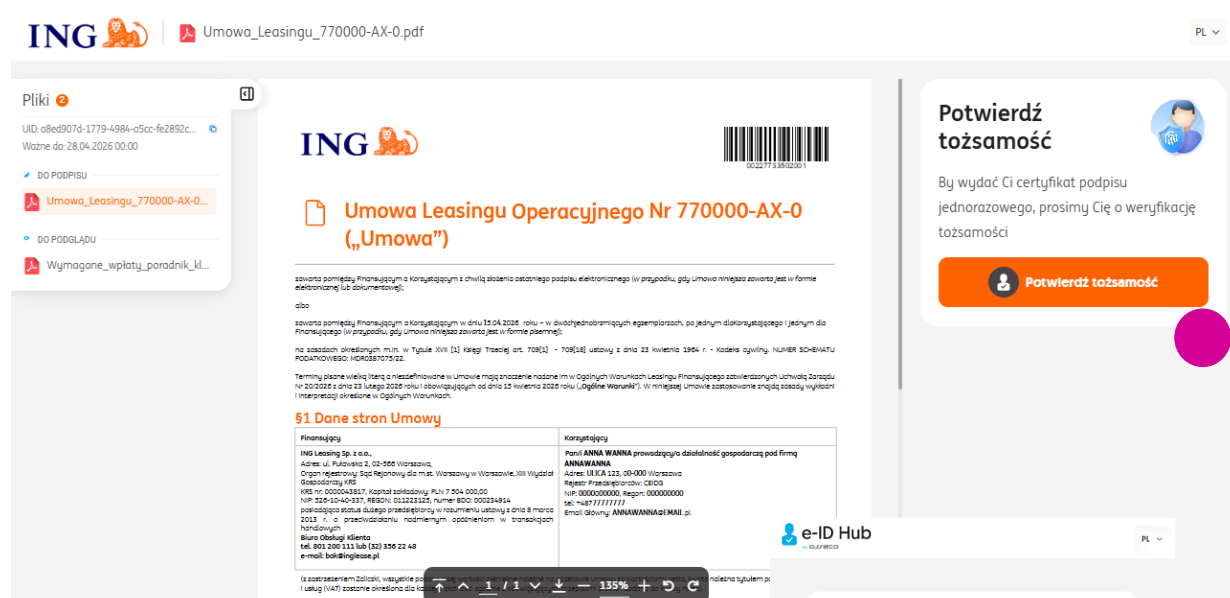 ING
Umowa_Leasingu_770000-AX-0.pdf
PL
Pliki 2
UID: a8ed907d-1779-4984-a5cc-fe2892c...
Ważne do: 28.04.2026 00:00
DO PODPISU
Umowa_Leasingu_770000-AX-0...
DO PODGLĄDU
Wymagane_wpłaty_poradnik_kl...
ING
00227733502001
Umowa Leasingu Operacyjnego Nr 770000-AX-0
(„Umowa”)
zawarta pomiędzy Finansującym a Korzystającym z chwilą złożenia ostatniego podpisu elektronicznego (w przypadku, gdy Umowa niniejsza zawarta jest w formie
elektronicznej lub dokumentowej);
albo
zawarta pomiędzy Finansującym a Korzystającym w dniu 15.04.2026 roku – w dwóchjednobrzmiących egzemplarzach, po jednym dlaKorzystającego i jednym dla
Finansującego (w przypadku, gdy Umowa niniejsza zawarta jest w formie pisemnej);
na zasadach określonych m.in. w Tytule XVII [1] Księgi Trzeciej art. 709[1] - 709[18] ustawy z dnia 23 kwietnia 1964 r. - Kodeks cywilny. NUMER SCHEMATU
PODATKOWEGO: MDR0387075/22.
Terminy pisane wielką literą a niezdefiniowane w Umowie mają znaczenie nadane im w Ogólnych Warunkach Leasingu Finansującego zatwierdzonych Uchwałą Zarządu
Nr 20/2026 z dnia 23 lutego 2026 roku i obowiązujących od dnia 15 kwietnia 2026 roku („Ogólne Warunki”). W niniejszej Umowie zastosowanie znajdą zasady wykładni
i interpretacji określone w Ogólnych Warunkach.
§1 Dane stron Umowy
Finansujący
ING Leasing Sp. z o.o.,
Adres: ul. Puławska 2, 02-566 Warszawa,
Organ rejestrowy: Sąd Rejonowy dla m.st. Warszawy w Warszawie, XIII Wydział
Gospodarczy KRS
KRS nr: 0000043817, Kapitał zakładowy: PLN 7 504 000,00
NIP: 526-10-40-337, REGON: 011223125, numer BDO: 000234914
posiadająca status dużego przedsiębiorcy w rozumieniu ustawy z dnia 8 marca
2013 r. o przeciwdziałaniu nadmiernym opóźnieniom w transakcjach
handlowych
Biuro Obsługi Klienta
tel. 801 200 111 lub (32) 356 22 48
e-mail: bok@inglease.pl
Korzystający
Pan/i ANNA WANNA prowadzący/a działalność gospodarczą pod firmą
ANNAWANNA
Adres: ULICA 123, 00-000 Warszawa
Rejestr Przedsiębiorców: CEIDG
NIP: 0000000000, Regon: 000000000
tel: +48777777777
Email Główny: ANNAWANNA@EMAIL.pl
(z zastrzeżeniem Zaliczki, wszystkie
należna tytułem
i usług (VAT) zostanie określona dla
1 / 1
135%
Potwierdź
tożsamość
By wydać Ci certyfikat podpisu
jednorazowego, prosimy Cię o weryfikację
tożsamości
Potwierdź tożsamość
e-ID Hub
by autenti
PL